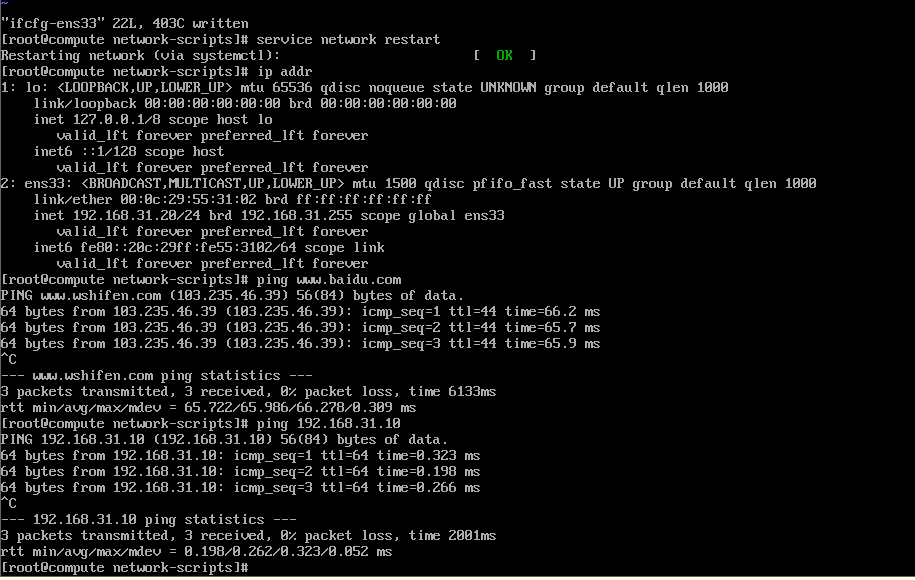 ~
"ifcfg-ens33" 22L, 403C written
[root@compute network-scripts]# service network restart
Restarting network (via systemctl):                        [  OK  ]
[root@compute network-scripts]# ip addr
1: lo: <LOOPBACK,UP,LOWER_UP> mtu 65536 qdisc noqueue state UNKNOWN group default qlen 1000
    link/loopback 00:00:00:00:00:00 brd 00:00:00:00:00:00
    inet 127.0.0.1/8 scope host lo
       valid_lft forever preferred_lft forever
    inet6 ::1/128 scope host
       valid_lft forever preferred_lft forever
2: ens33: <BROADCAST,MULTICAST,UP,LOWER_UP> mtu 1500 qdisc pfifo_fast state UP group default qlen 1000
    link/ether 00:0c:29:55:31:02 brd ff:ff:ff:ff:ff:ff
    inet 192.168.31.20/24 brd 192.168.31.255 scope global ens33
       valid_lft forever preferred_lft forever
    inet6 fe80::20c:29ff:fe55:3102/64 scope link
       valid_lft forever preferred_lft forever
[root@compute network-scripts]# ping www.baidu.com
PING www.wshifen.com (103.235.46.39) 56(84) bytes of data.
64 bytes from 103.235.46.39 (103.235.46.39): icmp_seq=1 ttl=44 time=66.2 ms
64 bytes from 103.235.46.39 (103.235.46.39): icmp_seq=2 ttl=44 time=65.7 ms
64 bytes from 103.235.46.39 (103.235.46.39): icmp_seq=3 ttl=44 time=65.9 ms
^C
--- www.wshifen.com ping statistics ---
3 packets transmitted, 3 received, 0% packet loss, time 6133ms
rtt min/avg/max/mdev = 65.722/65.986/66.278/0.309 ms
[root@compute network-scripts]# ping 192.168.31.10
PING 192.168.31.10 (192.168.31.10) 56(84) bytes of data.
64 bytes from 192.168.31.10: icmp_seq=1 ttl=64 time=0.323 ms
64 bytes from 192.168.31.10: icmp_seq=2 ttl=64 time=0.198 ms
64 bytes from 192.168.31.10: icmp_seq=3 ttl=64 time=0.266 ms
^C
--- 192.168.31.10 ping statistics ---
3 packets transmitted, 3 received, 0% packet loss, time 2001ms
rtt min/avg/max/mdev = 0.198/0.262/0.323/0.052 ms
[root@compute network-scripts]#